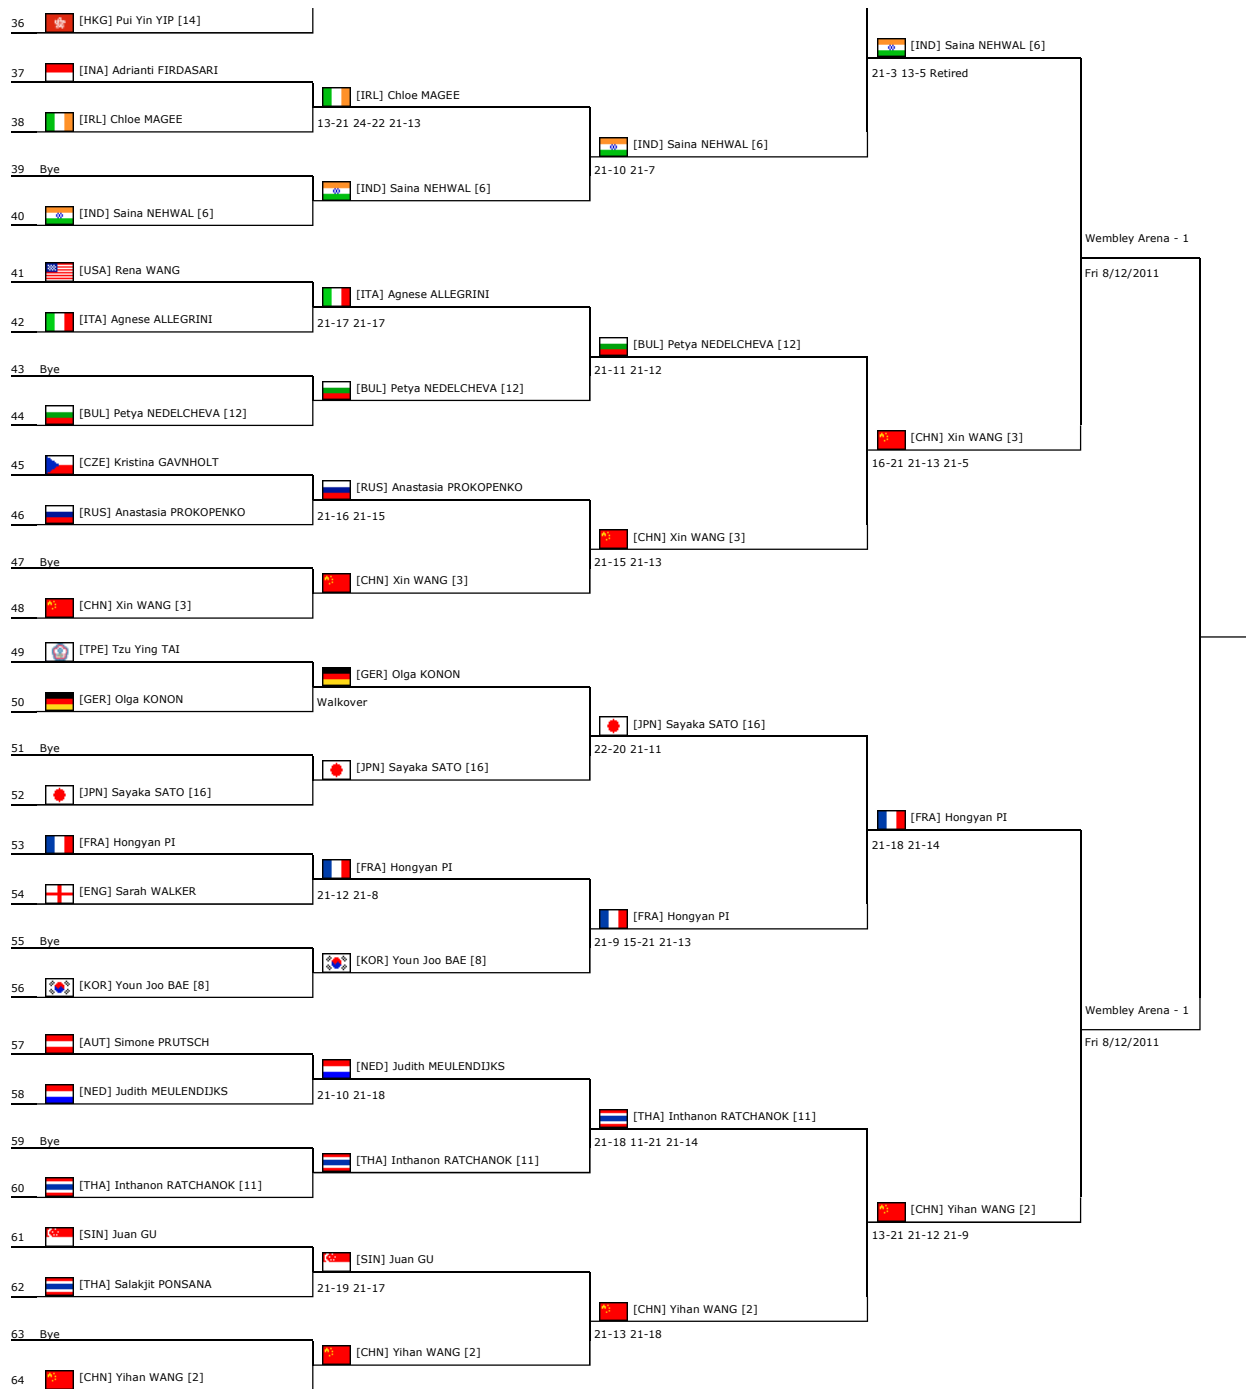 36 [HKG] Pui Yin YIP [14]
[IND] Saina NEHWAL [6]
37 [INA] Adrianti FIRDASARI
21-3 13-5 Retired
[IRL] Chloe MAGEE
38 [IRL] Chloe MAGEE
13-21 24-22 21-13
[IND] Saina NEHWAL [6]
39 Bye
21-10 21-7
[IND] Saina NEHWAL [6]
40 [IND] Saina NEHWAL [6]
Wembley Arena - 1
41 [USA] Rena WANG
Fri 8/12/2011
[ITA] Agnese ALLEGRINI
42 [ITA] Agnese ALLEGRINI
21-17 21-17
[BUL] Petya NEDELCHEVA [12]
43 Bye
21-11 21-12
[BUL] Petya NEDELCHEVA [12]
44 [BUL] Petya NEDELCHEVA [12]
[CHN] Xin WANG [3]
45 [CZE] Kristina GAVNHOLT
16-21 21-13 21-5
[RUS] Anastasia PROKOPENKO
46 [RUS] Anastasia PROKOPENKO
21-16 21-15
[CHN] Xin WANG [3]
47 Bye
21-15 21-13
[CHN] Xin WANG [3]
48 [CHN] Xin WANG [3]
49 [TPE] Tzu Ying TAI
[GER] Olga KONON
50 [GER] Olga KONON
Walkover
[JPN] Sayaka SATO [16]
51 Bye
22-20 21-11
[JPN] Sayaka SATO [16]
52 [JPN] Sayaka SATO [16]
[FRA] Hongyan PI
53 [FRA] Hongyan PI
21-18 21-14
[FRA] Hongyan PI
54 [ENG] Sarah WALKER
21-12 21-8
[FRA] Hongyan PI
55 Bye
21-9 15-21 21-13
[KOR] Youn Joo BAE [8]
56 [KOR] Youn Joo BAE [8]
Wembley Arena - 1
57 [AUT] Simone PRUTSCH
Fri 8/12/2011
[NED] Judith MEULENDIJKS
58 [NED] Judith MEULENDIJKS
21-10 21-18
[THA] Inthanon RATCHANOK [11]
59 Bye
21-18 11-21 21-14
[THA] Inthanon RATCHANOK [11]
60 [THA] Inthanon RATCHANOK [11]
[CHN] Yihan WANG [2]
61 [SIN] Juan GU
13-21 21-12 21-9
[SIN] Juan GU
62 [THA] Salakjit PONSANA
21-19 21-17
[CHN] Yihan WANG [2]
63 Bye
21-13 21-18
[CHN] Yihan WANG [2]
64 [CHN] Yihan WANG [2]